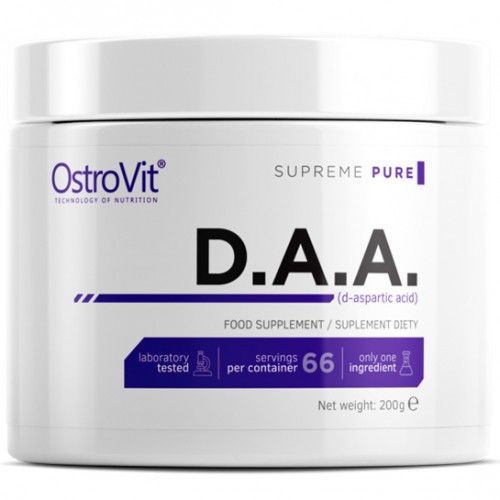 OstroVit®
TECHNOLOGY OF NUTRITION
SUPREME PURE
D.A.A.
(d-aspartic acid)
FOOD SUPPLEMENT / SUPLEMENT DIETY
laboratory tested
servings per container 66
only one ingredient
Net weight: 200g ℮